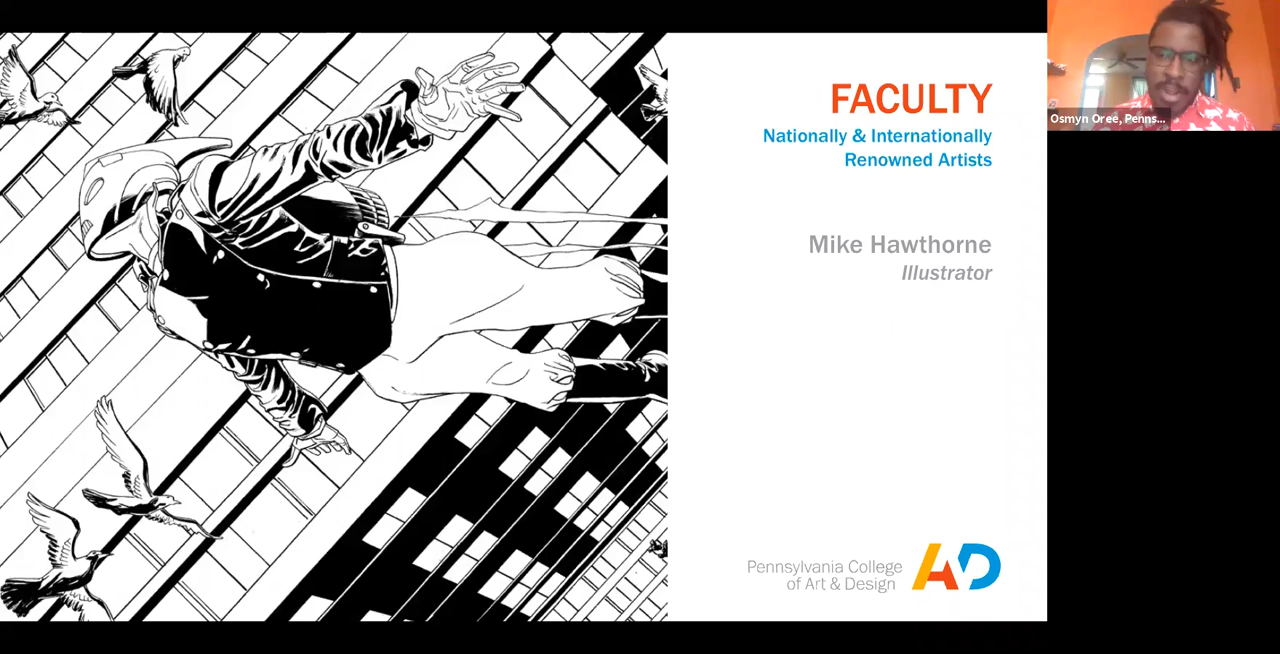 FACULTY
Nationally & Internationally
Renowned Artists
Mike Hawthorne
Illustrator
Pennsylvania College
of Art & Design
AD
Osmyn Oree, Penns...